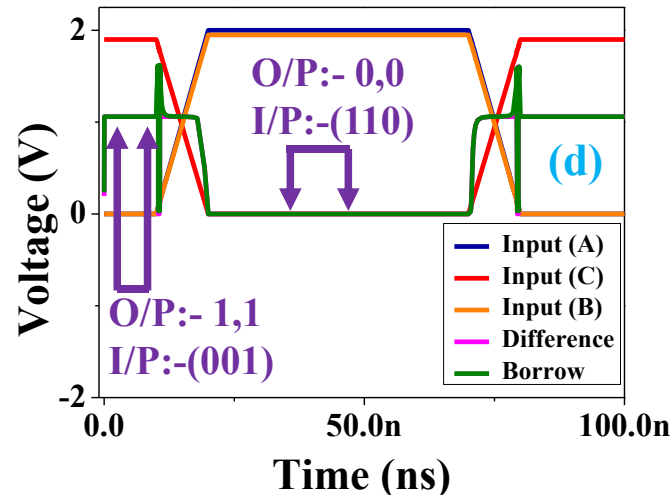 2
O/P:- 0,0
I/P:-(110)
(d)
Voltage (V)
0
Input (A)
Input (C)
Input (B)
Difference
Borrow
O/P:- 1,1
I/P:-(001)
-2
0.0
50.0n
100.0n
Time (ns)